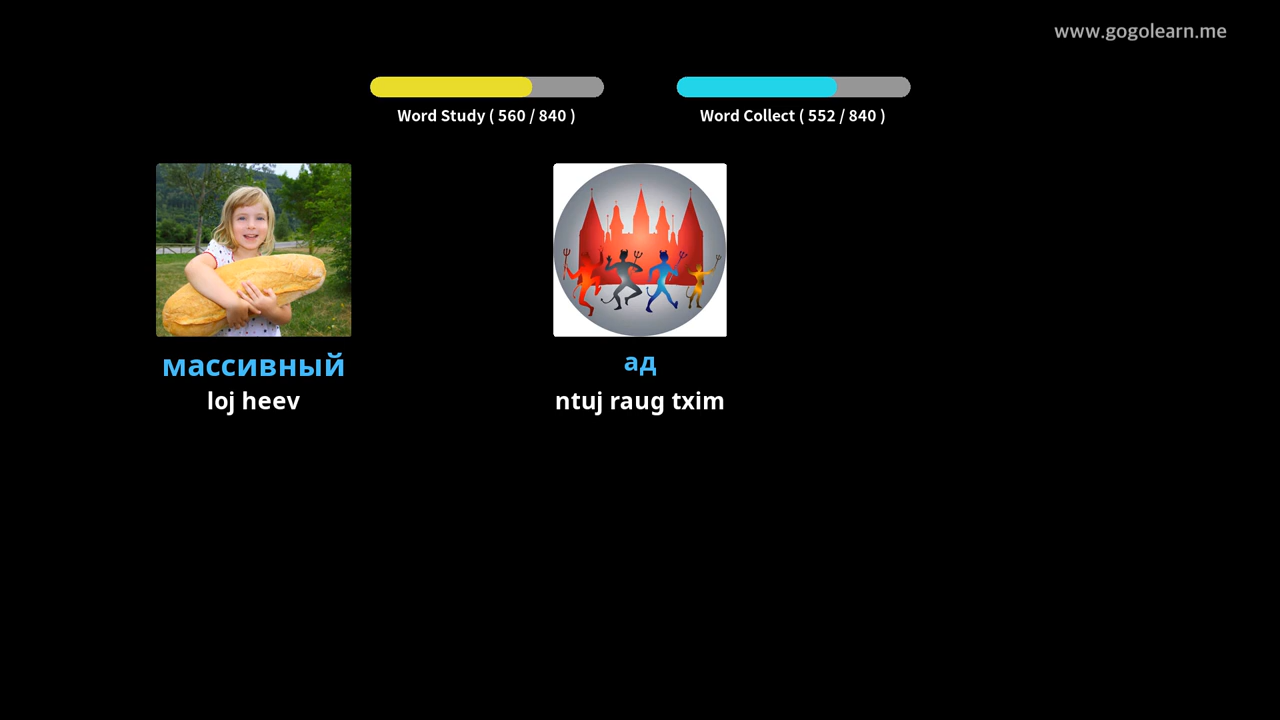 www.gogolearn.me
Word Study ( 560 / 840 )
Word Collect ( 552 / 840 )
массивный
loj heev
ад
ntuj raug txim